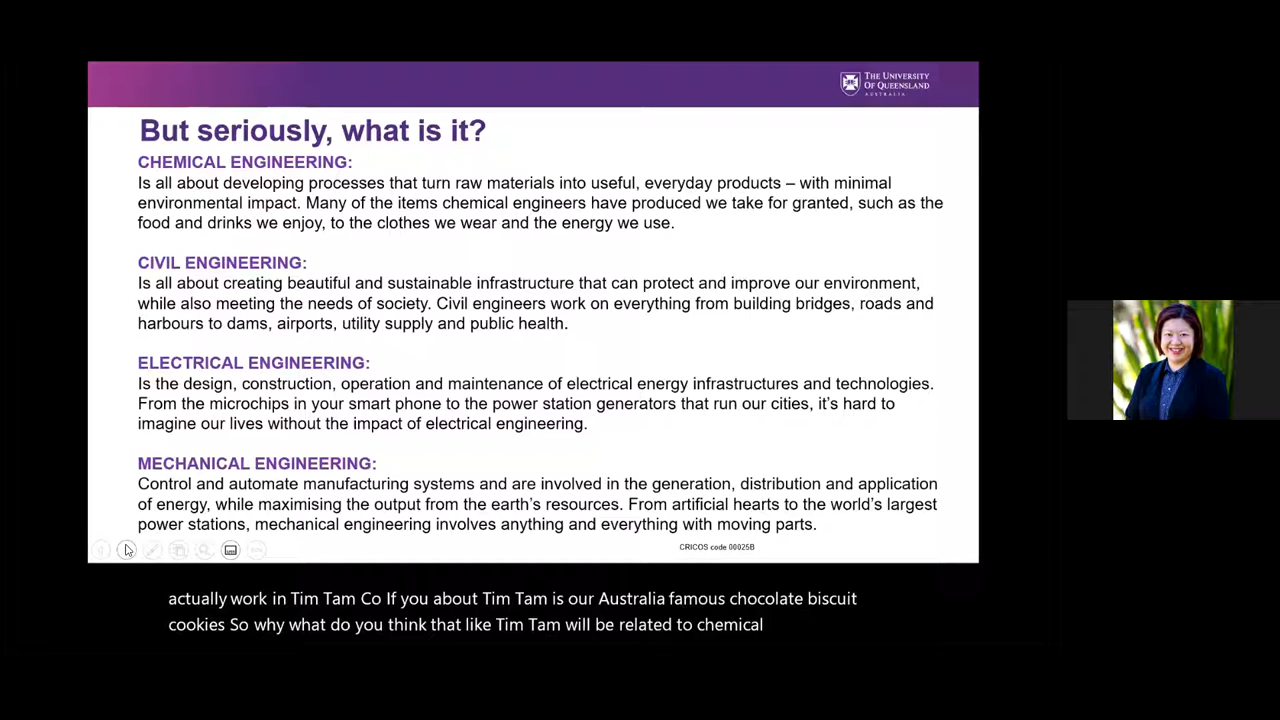 THE UNIVERSITY
OF QUEENSLAND
AUSTRALIA
But seriously, what is it?
CHEMICAL ENGINEERING:
Is all about developing processes that turn raw materials into useful, everyday products – with minimal
environmental impact. Many of the items chemical engineers have produced we take for granted, such as the
food and drinks we enjoy, to the clothes we wear and the energy we use.
CIVIL ENGINEERING:
Is all about creating beautiful and sustainable infrastructure that can protect and improve our environment,
while also meeting the needs of society. Civil engineers work on everything from building bridges, roads and
harbours to dams, airports, utility supply and public health.
ELECTRICAL ENGINEERING:
Is the design, construction, operation and maintenance of electrical energy infrastructures and technologies.
From the microchips in your smart phone to the power station generators that run our cities, it's hard to
imagine our lives without the impact of electrical engineering.
MECHANICAL ENGINEERING:
Control and automate manufacturing systems and are involved in the generation, distribution and application
of energy, while maximising the output from the earth's resources. From artificial hearts to the world's largest
power stations, mechanical engineering involves anything and everything with moving parts.
CRICOS code 00025B
actually work in Tim Tam Co If you about Tim Tam is our Australia famous chocolate biscuit
cookies So why what do you think that like Tim Tam will be related to chemical